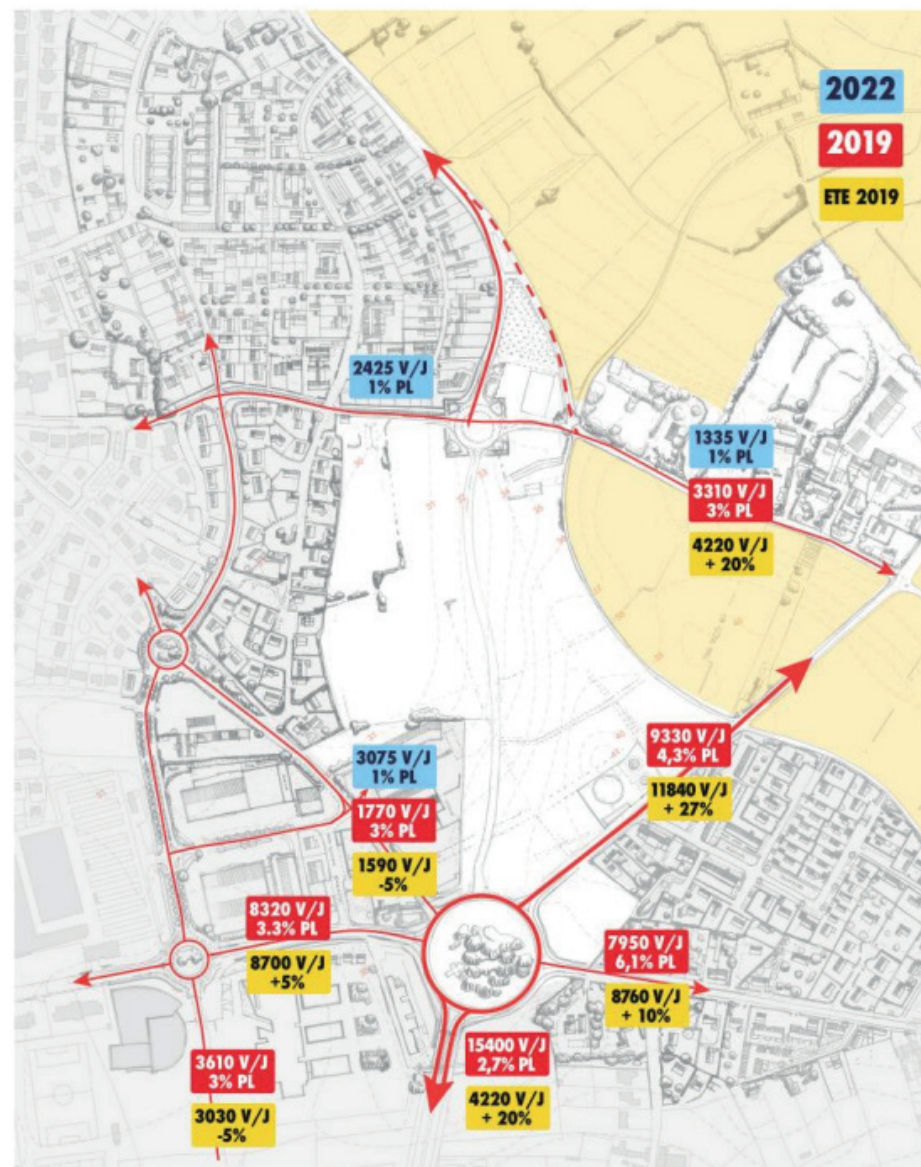 2022
2019
ETE 2019
2425 V/J
1% PL
1335 V/J
1% PL
3310 V/J
3% PL
4220 V/J
+ 20%
9330 V/J
4,3% PL
11840 V/J
+ 27%
3075 V/J
1% PL
1770 V/J
3% PL
1590 V/J
-5%
8320 V/J
3.3% PL
8700 V/J
+5%
7950 V/J
6,1% PL
8760 V/J
+ 10%
15400 V/J
2,7% PL
4220 V/J
+ 20%
3610 V/J
3% PL
3030 V/J
-5%